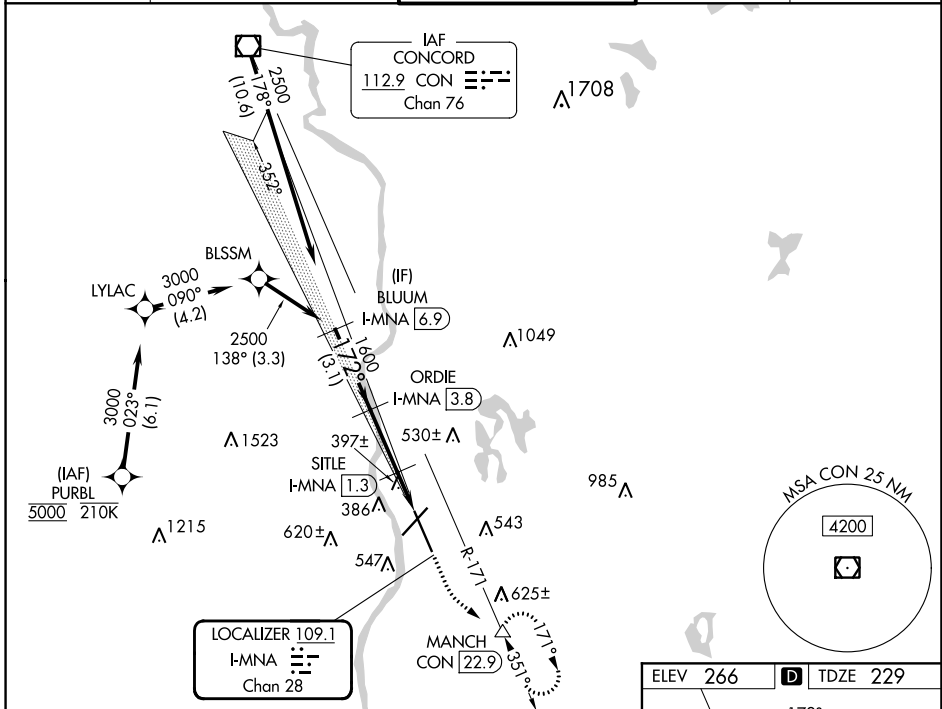 IAF
CONCORD
112.9 CON
Chan 76
1708
2500
178°
(10.6)
352°
BLSSM
LYLAC
3000
090°
(4.2)
(IF)
BLUUM
I-MNA 6.9
2500
138° (3.3)
1600
172°
(3.1)
1049
ORDIE
I-MNA 3.8
3000
023°
(6.1)
1523
397±
530±
SITLE
I-MNA 1.3
(IAF)
PURBL
5000 210K
985
MSA CON 25 NM
4200
386
1215
620±
543
547
R-171
625±
LOCALIZER 109.1
I-MNA
Chan 28
MANCH
CON 22.9
171°
351°
ELEV 266 D TDZE 229